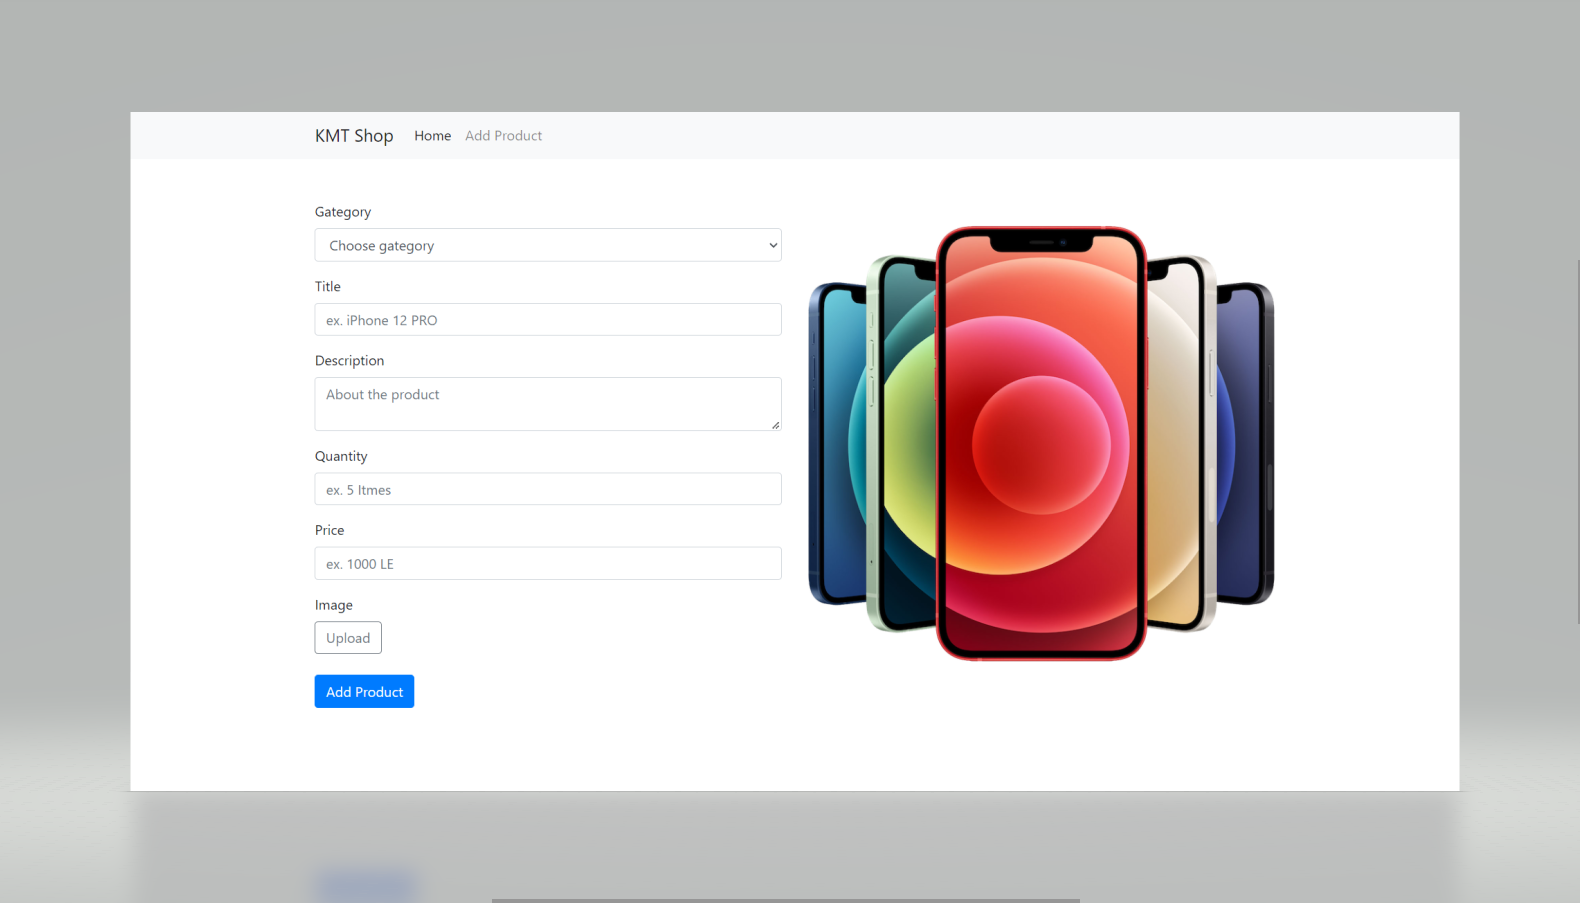 KMT Shop Home Add Product
Gategory
Choose gategory
Title
ex. iPhone 12 PRO
Description
About the product
Quantity
ex. 5 Itmes
Price
ex. 1000 LE
Image
Upload
Add Product